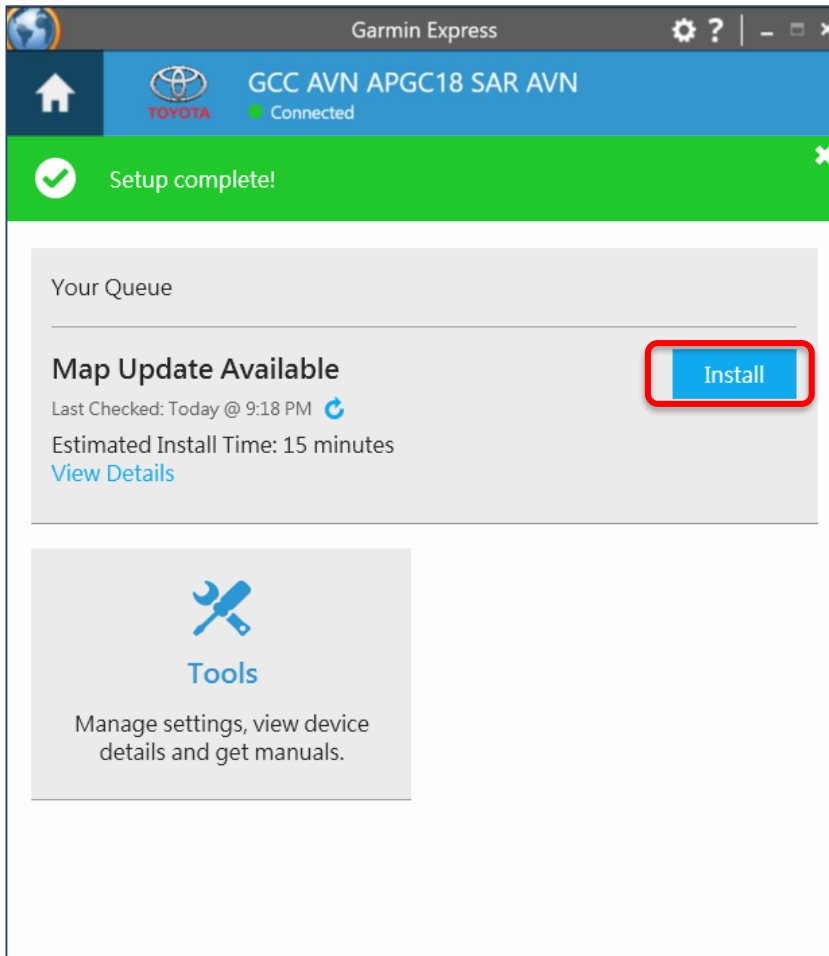 Garmin Express
?
TOYOTA
GCC AVN APGC18 SAR AVN
Connected
Setup complete!
Your Queue
Map Update Available
Install
Last Checked: Today @ 9:18 PM
Estimated Install Time: 15 minutes
View Details
Tools
Manage settings, view device
details and get manuals.